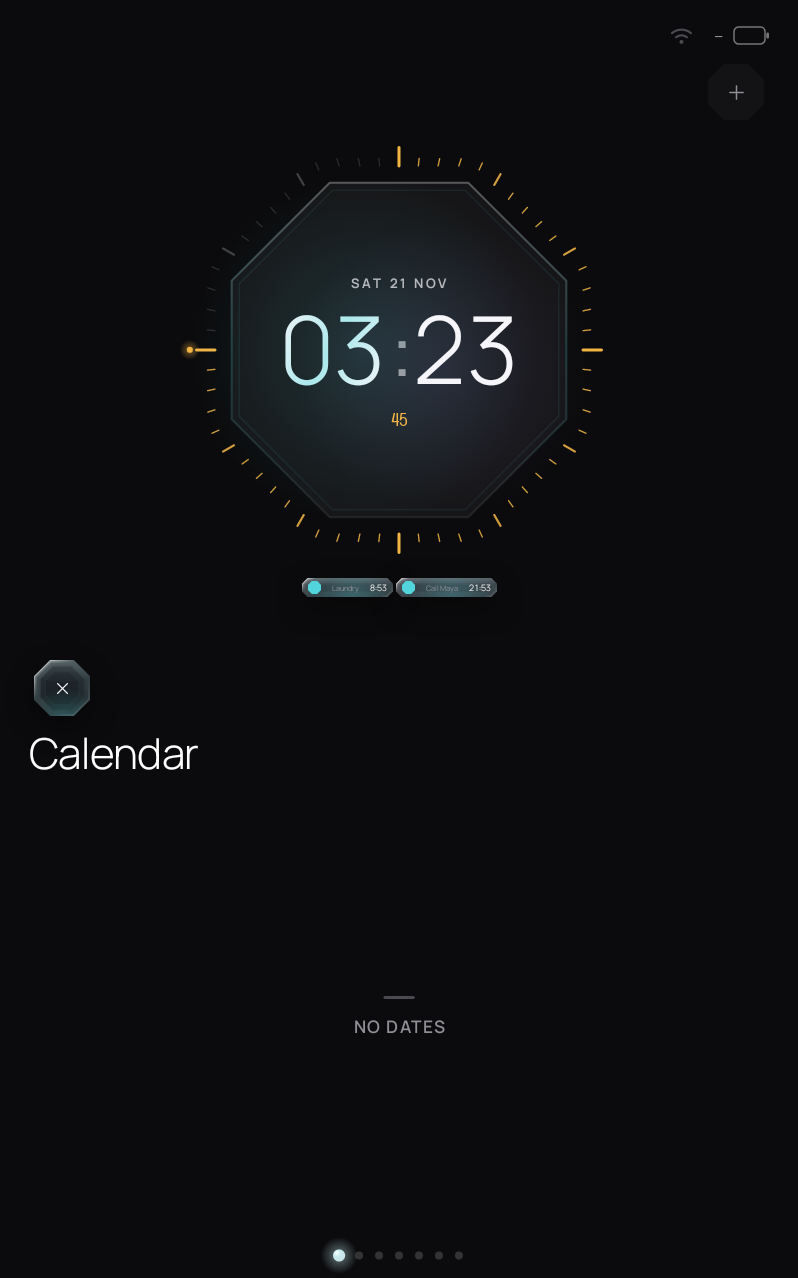 SAT 21 NOV
03:23
45
Laundry 8:53 Call Maya 21:53
Calendar
NO DATES